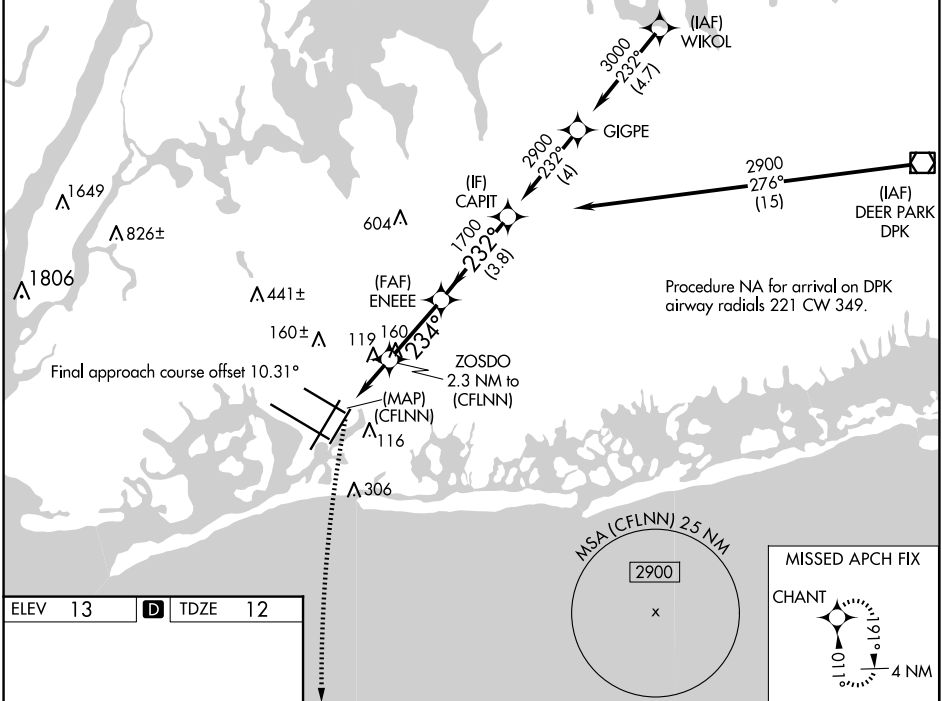 (IAF)
WIKOL
3000
232°
(4.7)
GIGPE
2900
232°
(4)
2900
276°
(15)
(IAF)
DEER PARK
DPK
(IF)
CAPIT
1649
826±
604
1700
232°
(3.8)
1806
441±
(FAF)
ENEEE
Procedure NA for arrival on DPK
airway radials 221 CW 349.
160±
119
160
234°
ZOSDO
2.3 NM to
(CFLNN)
Final approach course offset 10.31°
(MAP)
(CFLNN)
116
306
MSA (CFLNN) 25 NM
2900
x
MISSED APCH FIX
CHANT
191°
011°
4 NM
ELEV 13 D TDZE 12